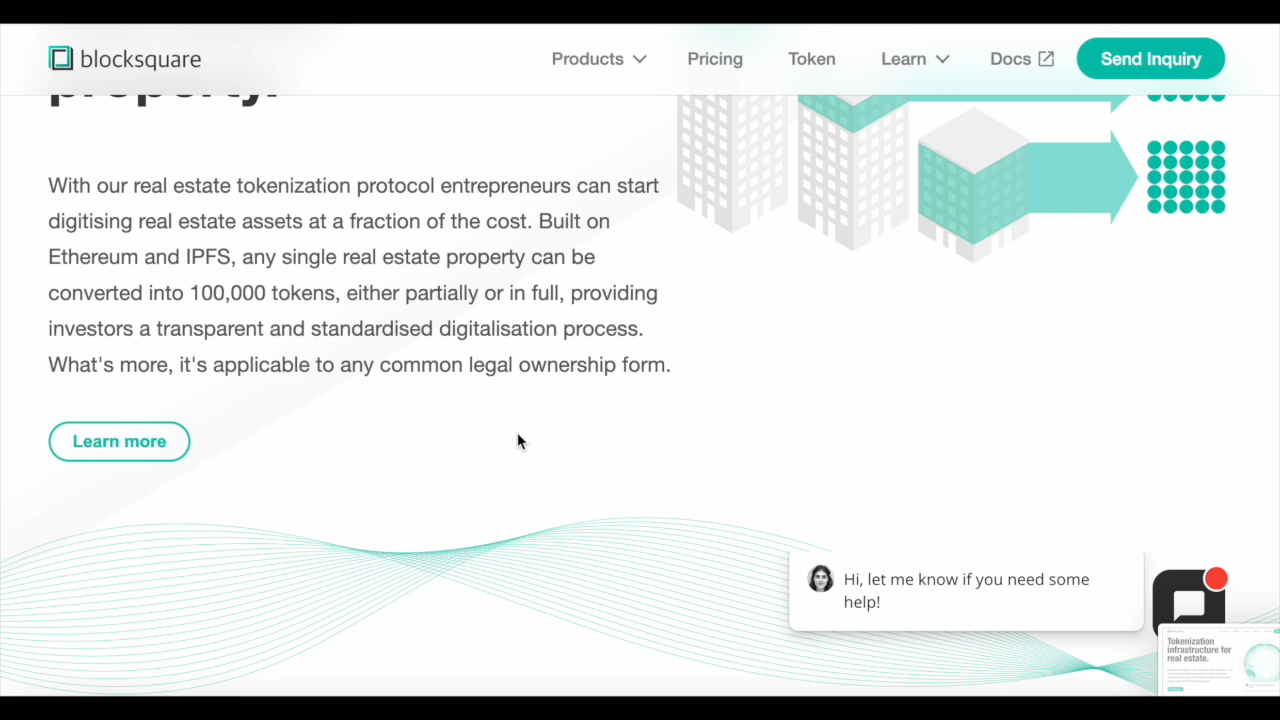 blocksquare
Products
Pricing
Token
Learn
Docs
Send Inquiry
property.
With our real estate tokenization protocol entrepreneurs can start
digitising real estate assets at a fraction of the cost. Built on
Ethereum and IPFS, any single real estate property can be
converted into 100,000 tokens, either partially or in full, providing
investors a transparent and standardised digitalisation process.
What's more, it's applicable to any common legal ownership form.
Learn more
Hi, let me know if you need some
help!
Tokenization
infrastructure for
real estate.